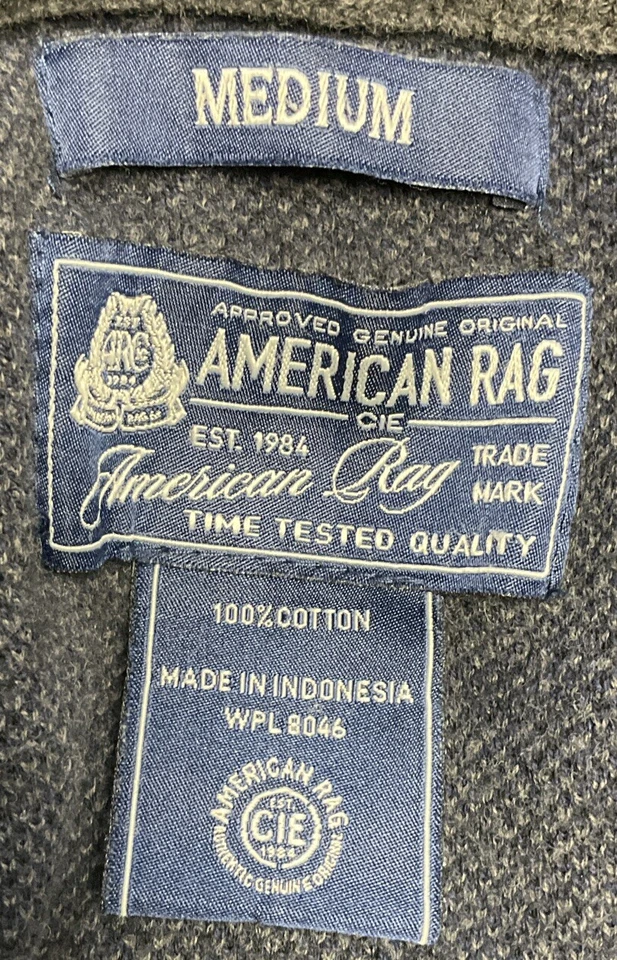 MEDIUM
APPROVED GENUINE ORIGINAL
AMERICAN RAG
CIE
EST. 1984
American Rag
TRADE
MARK
TIME TESTED QUALITY
100% COTTON
MADE IN INDONESIA
WPL 8046
AMERICAN RAG
EST
CIE
AUTHENTIC GENUINE ORIGINAL